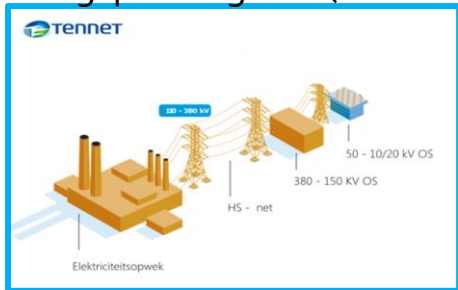 TENNET
110 - 380 kV
50 - 10/20 kV OS
380 - 150 KV OS
HS - net
Elektriciteitsopwek